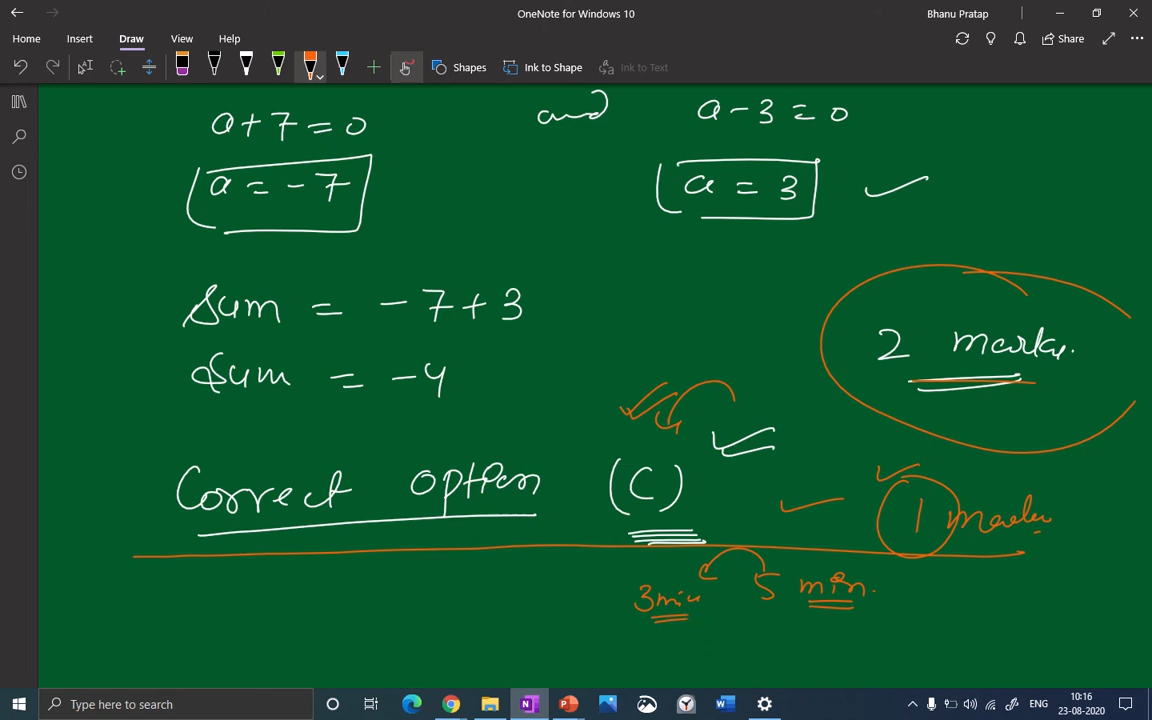 OneNote for Windows 10
Bhanu Pratap
Home Insert Draw View Help
Share
Shapes Ink to Shape Ink to Text
a + 7 = 0 and a - 3 = 0
a = - 7 a = 3
Sum = - 7 + 3
Sum = - 4
2 marks.
Correct option (C)
1 marks
3 min 5 min.
Type here to search
ENG
10:16
23-08-2020